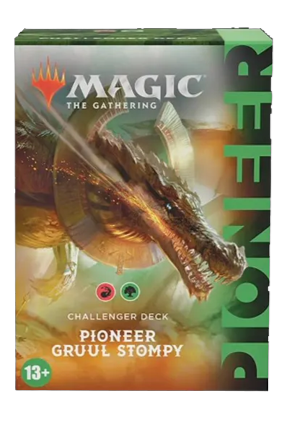 MAGIC
THE GATHERING
PIONEER
CHALLENGER DECK
PIONEER
GRUUL STOMPY
13+